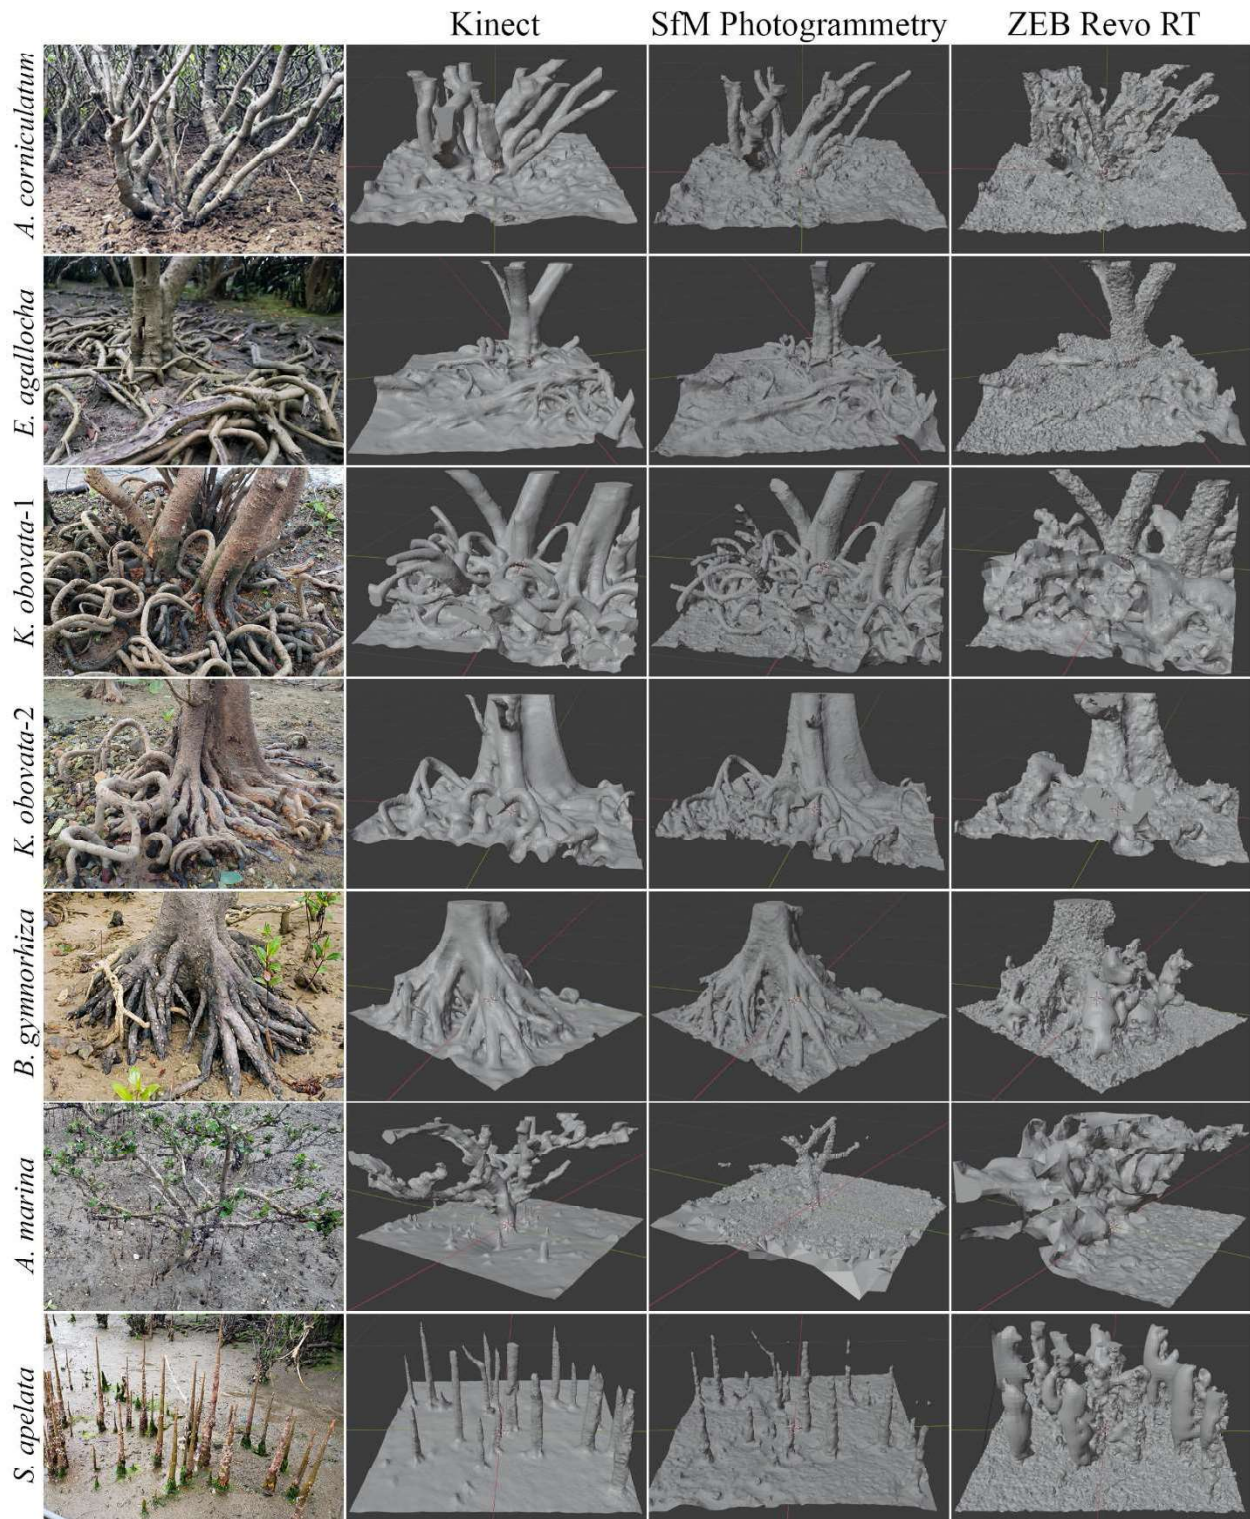 Kinect SfM Photogrammetry ZEB Revo RT
A. corniculatum
E. agallocha
K. obovata-1
K. obovata-2
B. gymnorhiza
A. marina
S. apelata